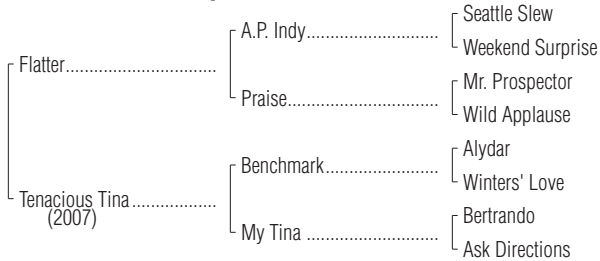 Seattle Slew
A.P. Indy
Weekend Surprise
Flatter
Mr. Prospector
Praise
Wild Applause
Alydar
Benchmark
Winters' Love
Tenacious Tina
(2007)
Bertrando
My Tina
Ask Directions